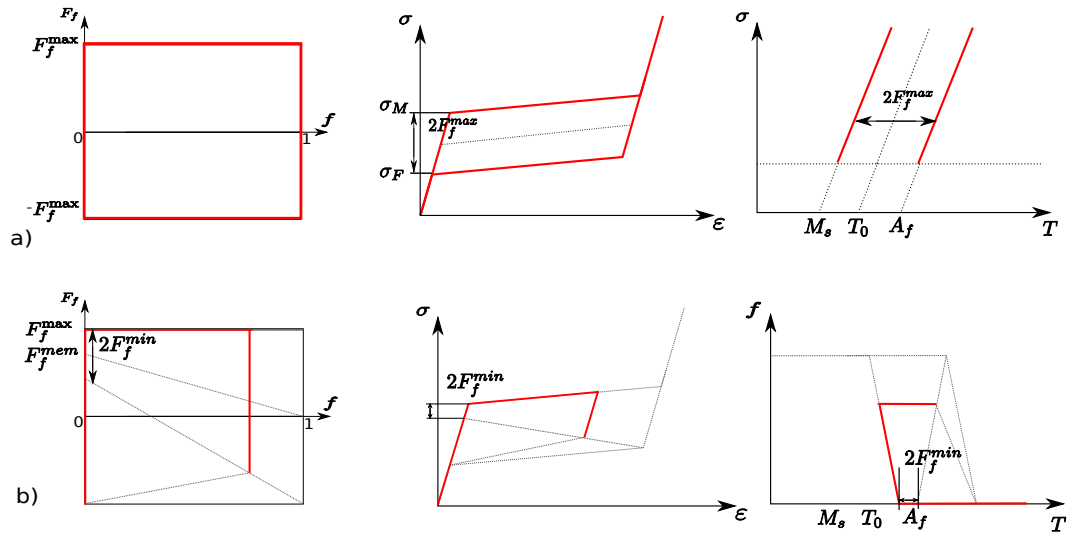 F_f
F_f^max
0
-F_f^max
f
1
a)
σ
σ_M
2F_f^max
σ_F
ε
σ
2F_f^max
M_s T_0 A_f
T
F_f
F_f^max
F_f^mem
2F_f^min
0
f
1
b)
σ
2F_f^min
ε
f
2F_f^min
M_s T_0 A_f
T